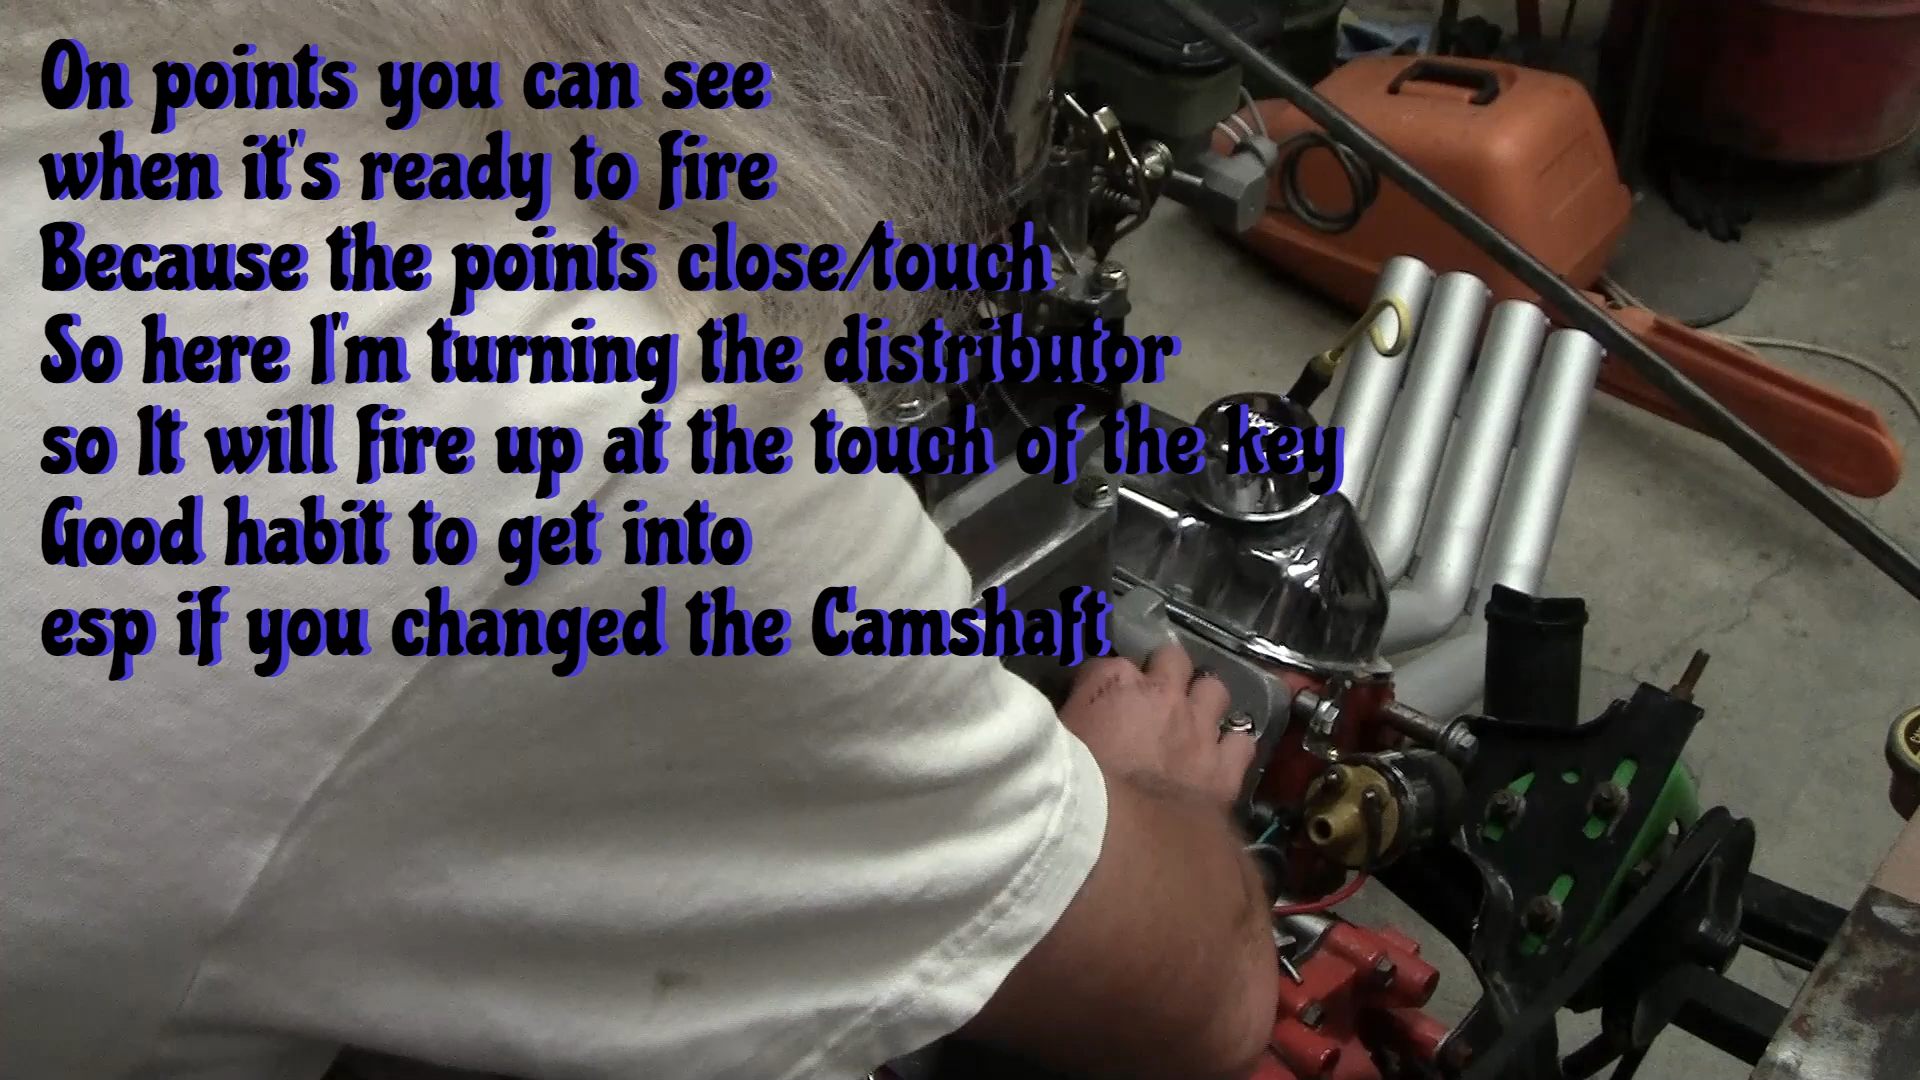 On points you can see
when it's ready to fire
Because the points close/touch
So here I'm turning the distributor
so It will fire up at the touch of the key
Good habit to get into
esp if you changed the Camshaft